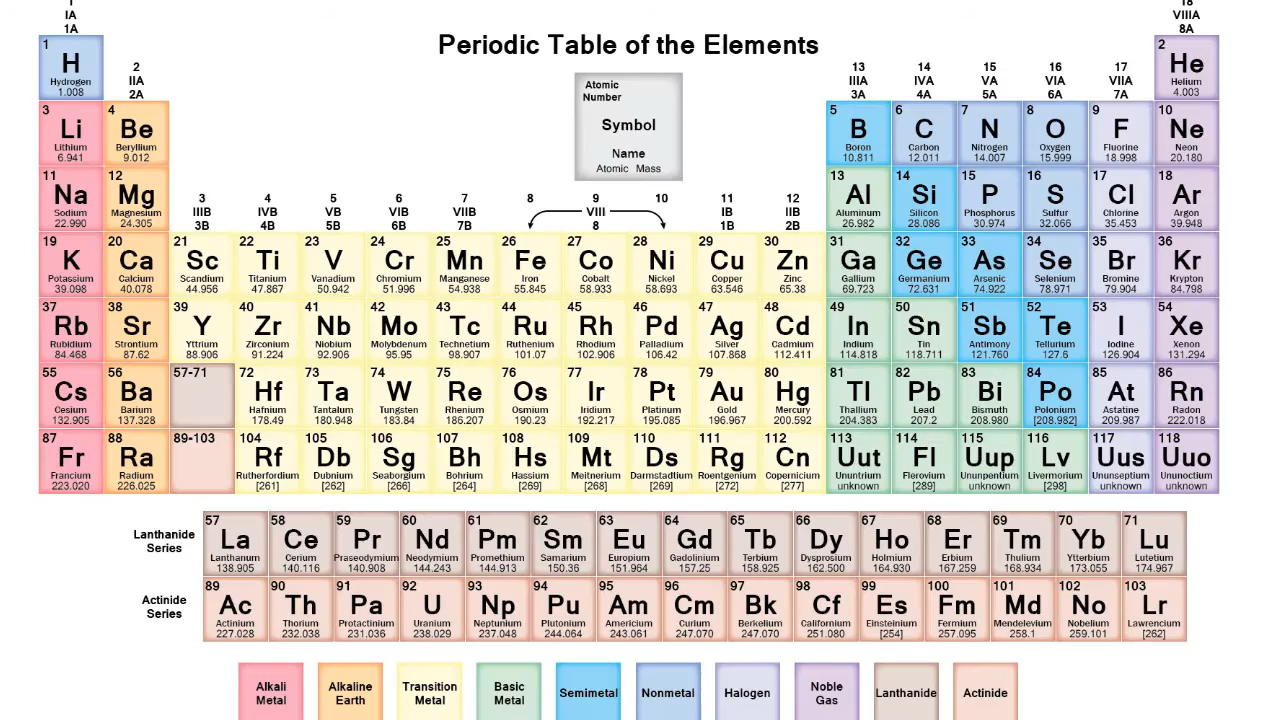 1
IA
1A
18
VIIIA
8A
Periodic Table of the Elements
1
H
Hydrogen
1.008
2
IIA
2A
13
IIIA
3A
14
IVA
4A
15
VA
5A
16
VIA
6A
17
VIIA
7A
2
He
Helium
4.003
Atomic
Number
Symbol
Name
Atomic Mass
3
Li
Lithium
6.941
4
Be
Beryllium
9.012
5
B
Boron
10.811
6
C
Carbon
12.011
7
N
Nitrogen
14.007
8
O
Oxygen
15.999
9
F
Fluorine
18.998
10
Ne
Neon
20.180
11
Na
Sodium
22.990
12
Mg
Magnesium
24.305
3
IIIB
3B
4
IVB
4B
5
VB
5B
6
VIB
6B
7
VIIB
7B
8
9
10
VIII
8
11
IB
1B
12
IIB
2B
13
Al
Aluminum
26.982
14
Si
Silicon
28.086
15
P
Phosphorus
30.974
16
S
Sulfur
32.066
17
Cl
Chlorine
35.453
18
Ar
Argon
39.948
19
K
Potassium
39.098
20
Ca
Calcium
40.078
21
Sc
Scandium
44.956
22
Ti
Titanium
47.867
23
V
Vanadium
50.942
24
Cr
Chromium
51.996
25
Mn
Manganese
54.938
26
Fe
Iron
55.845
27
Co
Cobalt
58.933
28
Ni
Nickel
58.693
29
Cu
Copper
63.546
30
Zn
Zinc
65.38
31
Ga
Gallium
69.723
32
Ge
Germanium
72.631
33
As
Arsenic
74.922
34
Se
Selenium
78.971
35
Br
Bromine
79.904
36
Kr
Krypton
84.798
37
Rb
Rubidium
84.468
38
Sr
Strontium
87.62
39
Y
Yttrium
88.906
40
Zr
Zirconium
91.224
41
Nb
Niobium
92.906
42
Mo
Molybdenum
95.95
43
Tc
Technetium
98.907
44
Ru
Ruthenium
101.07
45
Rh
Rhodium
102.906
46
Pd
Palladium
106.42
47
Ag
Silver
107.868
48
Cd
Cadmium
112.411
49
In
Indium
114.818
50
Sn
Tin
118.711
51
Sb
Antimony
121.760
52
Te
Tellurium
127.6
53
I
Iodine
126.904
54
Xe
Xenon
131.294
55
Cs
Cesium
132.905
56
Ba
Barium
137.328
57-71
72
Hf
Hafnium
178.49
73
Ta
Tantalum
180.948
74
W
Tungsten
183.84
75
Re
Rhenium
186.207
76
Os
Osmium
190.23
77
Ir
Iridium
192.217
78
Pt
Platinum
195.085
79
Au
Gold
196.967
80
Hg
Mercury
200.592
81
Tl
Thallium
204.383
82
Pb
Lead
207.2
83
Bi
Bismuth
208.980
84
Po
Polonium
[208.982]
85
At
Astatine
209.987
86
Rn
Radon
222.018
87
Fr
Francium
223.020
88
Ra
Radium
226.025
89-103
104
Rf
Rutherfordium
[261]
105
Db
Dubnium
[262]
106
Sg
Seaborgium
[266]
107
Bh
Bohrium
[264]
108
Hs
Hassium
[269]
109
Mt
Meitnerium
[268]
110
Ds
Darmstadtium
[269]
111
Rg
Roentgenium
[272]
112
Cn
Copernicium
[277]
113
Uut
Ununtrium
unknown
114
Fl
Flerovium
[289]
115
Uup
Ununpentium
unknown
116
Lv
Livermorium
[298]
117
Uus
Ununseptium
unknown
118
Uuo
Ununoctium
unknown
Lanthanide
Series
57
La
Lanthanum
138.905
58
Ce
Cerium
140.116
59
Pr
Praseodymium
140.908
60
Nd
Neodymium
144.243
61
Pm
Promethium
144.913
62
Sm
Samarium
150.36
63
Eu
Europium
151.964
64
Gd
Gadolinium
157.25
65
Tb
Terbium
158.925
66
Dy
Dysprosium
162.500
67
Ho
Holmium
164.930
68
Er
Erbium
167.259
69
Tm
Thulium
168.934
70
Yb
Ytterbium
173.055
71
Lu
Lutetium
174.967
Actinide
Series
89
Ac
Actinium
227.028
90
Th
Thorium
232.038
91
Pa
Protactinium
231.036
92
U
Uranium
238.029
93
Np
Neptunium
237.048
94
Pu
Plutonium
244.064
95
Am
Americium
243.061
96
Cm
Curium
247.070
97
Bk
Berkelium
247.070
98
Cf
Californium
251.080
99
Es
Einsteinium
[254]
100
Fm
Fermium
257.095
101
Md
Mendelevium
258.1
102
No
Nobelium
259.101
103
Lr
Lawrencium
[262]
Alkali
Metal
Alkaline
Earth
Transition
Metal
Basic
Metal
Semimetal
Nonmetal
Halogen
Noble
Gas
Lanthanide
Actinide